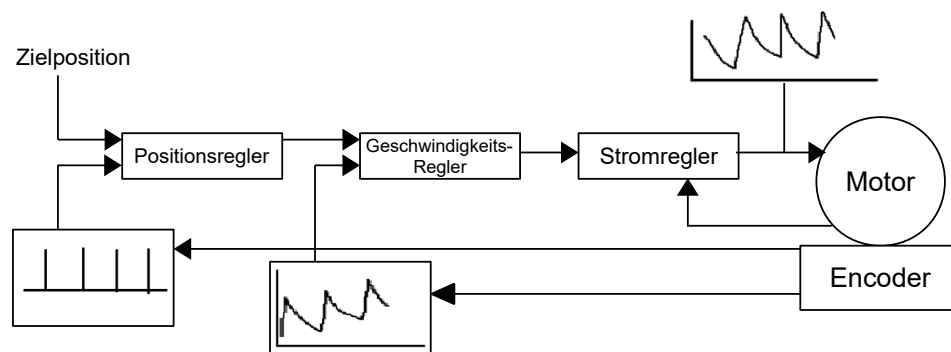 Zielposition
Positionsregler
Geschwindigkeits-
Regler
Stromregler
Motor
Encoder